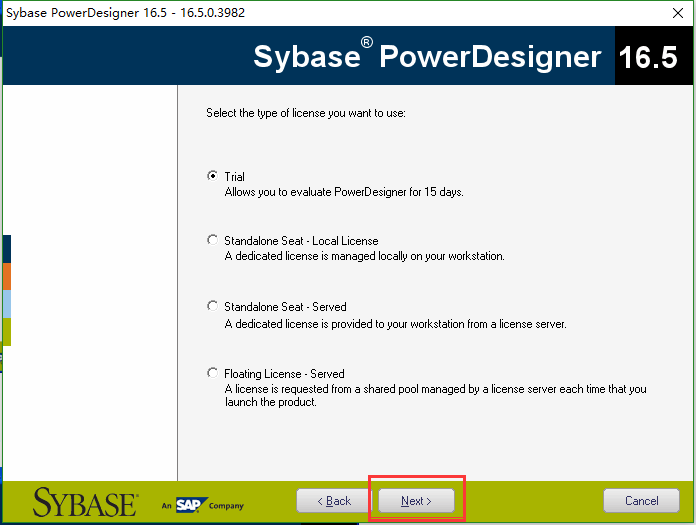 Sybase PowerDesigner 16.5 - 16.5.0.3982
Sybase® PowerDesigner 16.5
Select the type of license you want to use:
Trial
Allows you to evaluate PowerDesigner for 15 days.
Standalone Seat - Local License
A dedicated license is managed locally on your workstation.
Standalone Seat - Served
A dedicated license is provided to your workstation from a license server.
Floating License - Served
A license is requested from a shared pool managed by a license server each time that you
launch the product.
SYBASE® An SAP Company < Back Next > Cancel